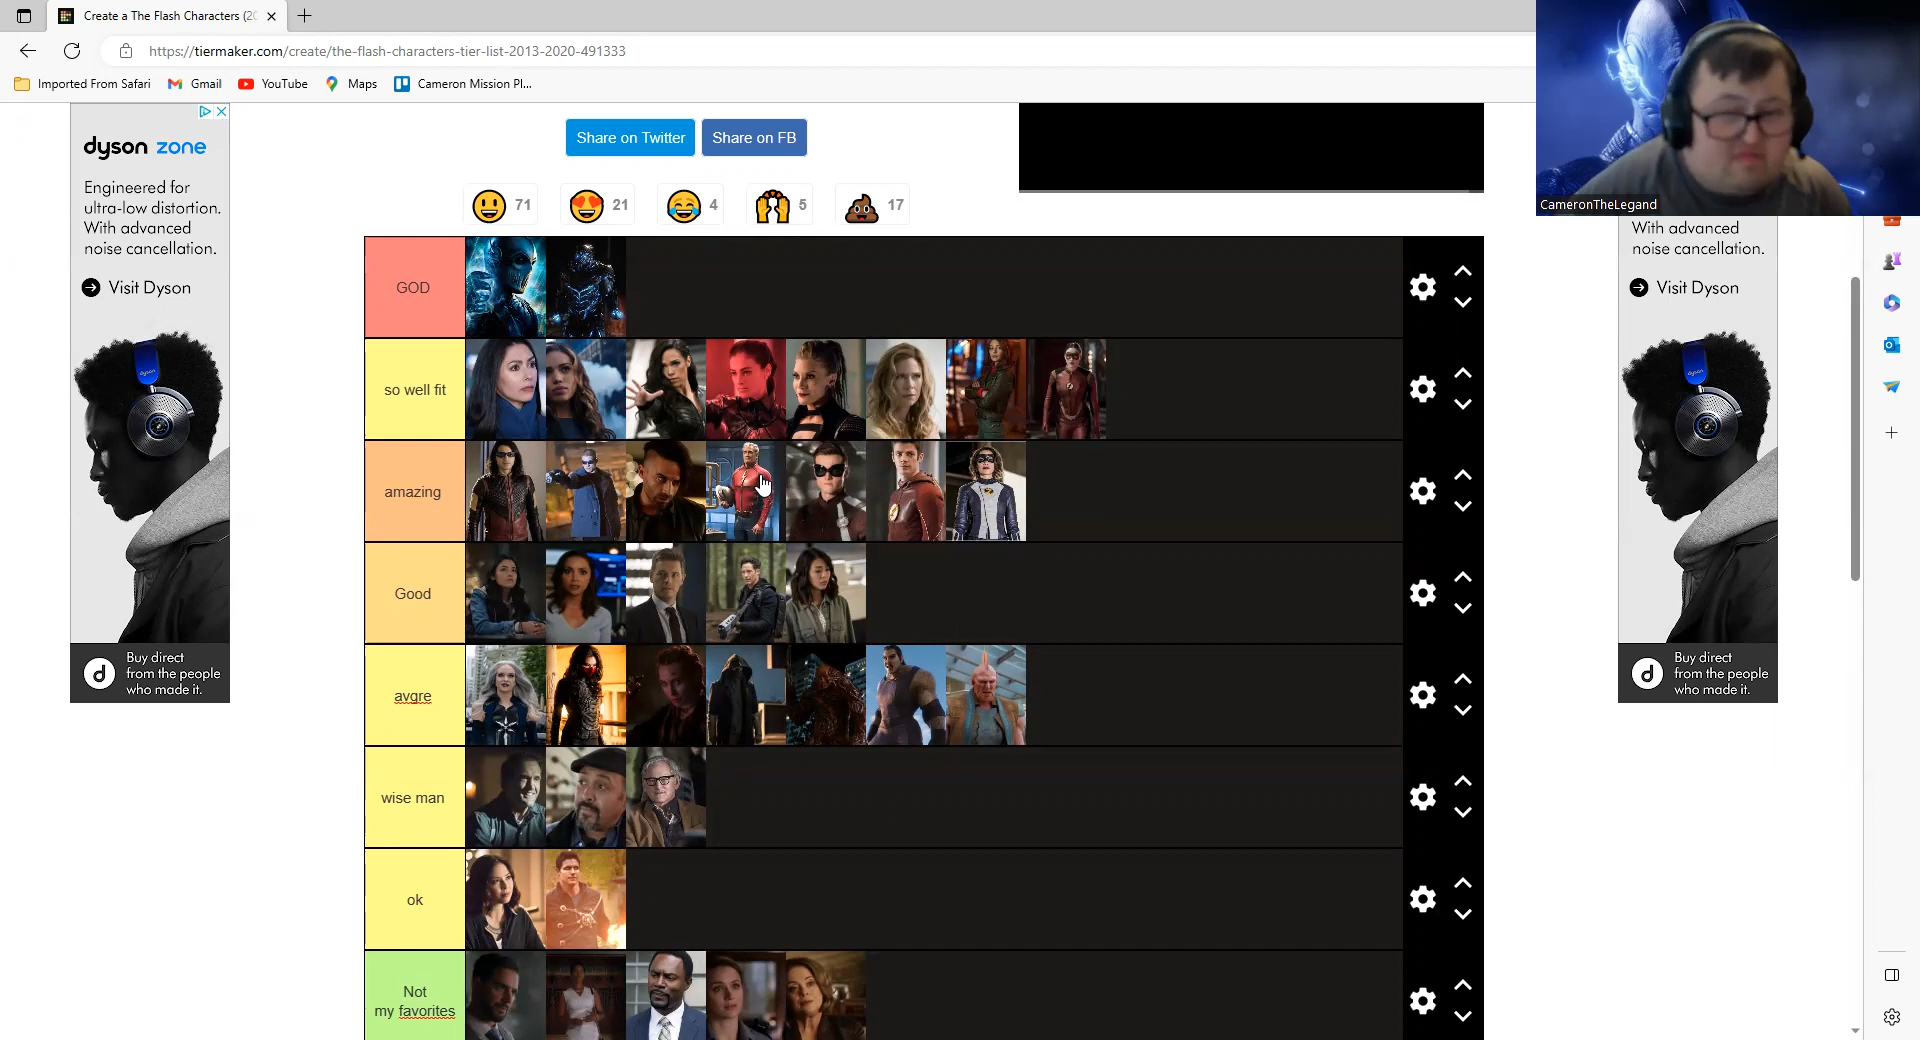 Create a The Flash Characters (20
https://tiermaker.com/create/the-flash-characters-tier-list-2013-2020-491333
Imported From Safari
Gmail
YouTube
Maps
Cameron Mission Pl...
CameronTheLegand
dyson zone
Engineered for
ultra-low distortion.
With advanced
noise cancellation.
Visit Dyson
Buy direct
from the people
who made it.
Share on Twitter
Share on FB
71
21
4
5
17
GOD
so well fit
amazing
Good
avgre
wise man
ok
Not
my favorites
With advanced
noise cancellation.
Visit Dyson
Buy direct
from the people
who made it.